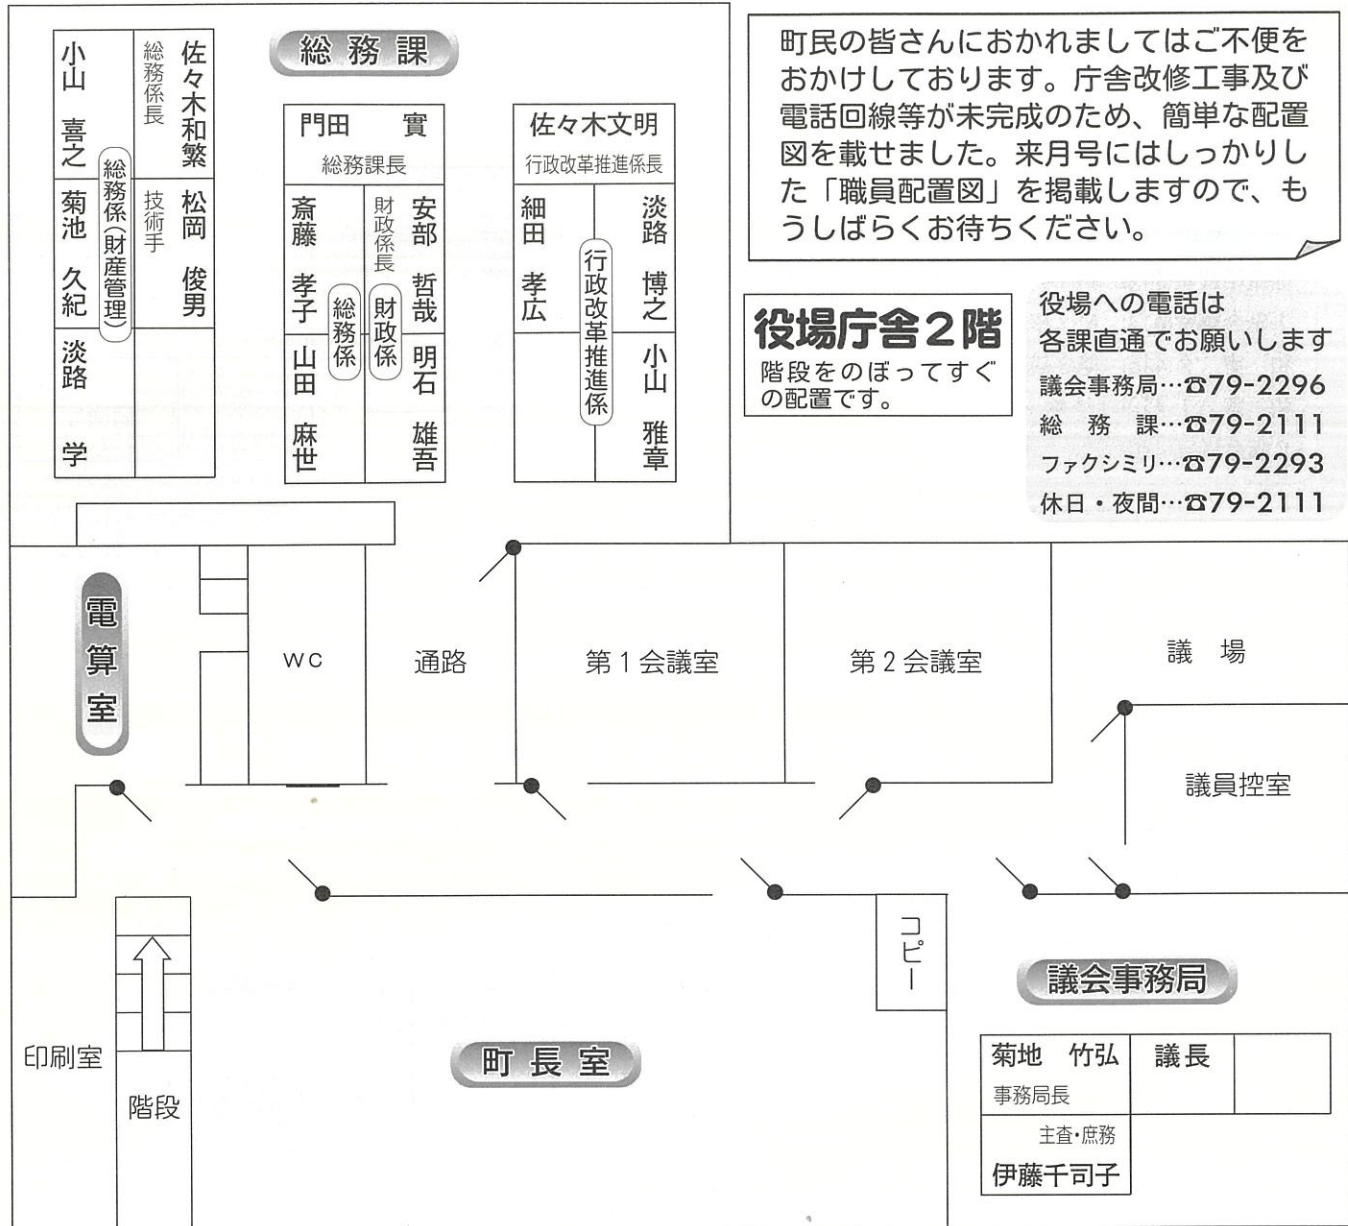 総務課
佐々木和繁
総務係長
小山 喜之
総務係(財産管理)
松岡 俊男
技術手
菊池 久紀
淡路 学
門田 實
総務課長
安部 哲哉
財政係長
斎藤 孝子
総務係
財政係
明石 雄吾
山田 麻世
佐々木文明
行政改革推進係長
淡路 博之
細田 孝広
行政改革推進係
小山 雅章
町民の皆さんにおかれましてはご不便を
おかけしております。庁舎改修工事及び
電話回線等が未完成のため、簡単な配置
図を載せました。来月号にはしっかりし
た「職員配置図」を掲載しますので、も
うしばらくお待ちください。
役場庁舎2階
階段をのぼってすぐ
の配置です。
役場への電話は
各課直通でお願いします
議会事務局…☎79-2296
総務課…☎79-2111
ファクシミリ…☎79-2293
休日・夜間…☎79-2111
電算室
WC
通路
第1会議室
第2会議室
議場
議員控室
コピー
議会事務局
印刷室
階段
町長室
菊地 竹弘
事務局長
議長
主査・庶務
伊藤千司子